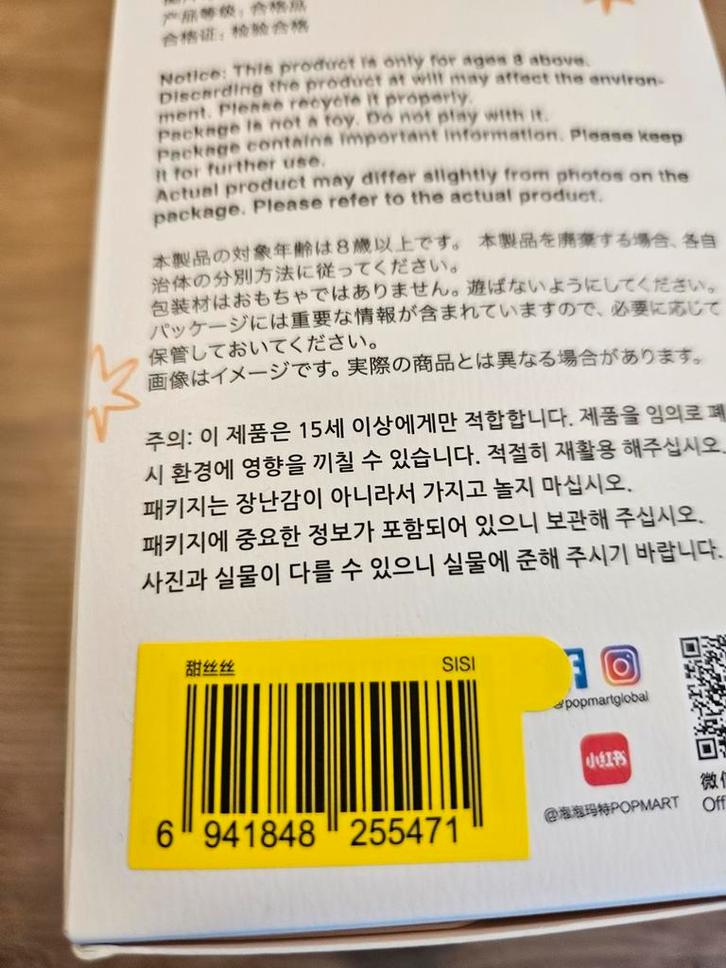 产品等级: 合格品
合格证: 检验合格
Notice: This product is only for ages 8 above.
Discarding the product at will may affect the environ-
ment. Please recycle it properly.
Package is not a toy. Do not play with it.
Package contains important information. Please keep
it for further use.
Actual product may differ slightly from photos on the
package. Please refer to the actual product.
本製品の対象年齢は8歳以上です。 本製品を廃棄する場合、各自
治体の分別方法に従ってください。
包装材はおもちゃではありません。遊ばないようにしてください。
パッケージには重要な情報が含まれていますので、必要に応じて
保管しておいてください。
画像はイメージです。実際の商品とは異なる場合があります。
주의: 이 제품은 15세 이상에게만 적합합니다. 제품을 임의로 폐
시 환경에 영향을 끼칠 수 있습니다. 적절히 재활용 해주십시오.
패키지는 장난감이 아니라서 가지고 놀지 마십시오.
패키지에 중요한 정보가 포함되어 있으니 보관해 주십시오.
사진과 실물이 다를 수 있으니 실물에 준해 주시기 바랍니다.
甜丝丝 SISI
6 941848 255471
@popmartglobal
小红书
@泡泡玛特POPMART
微信
Off